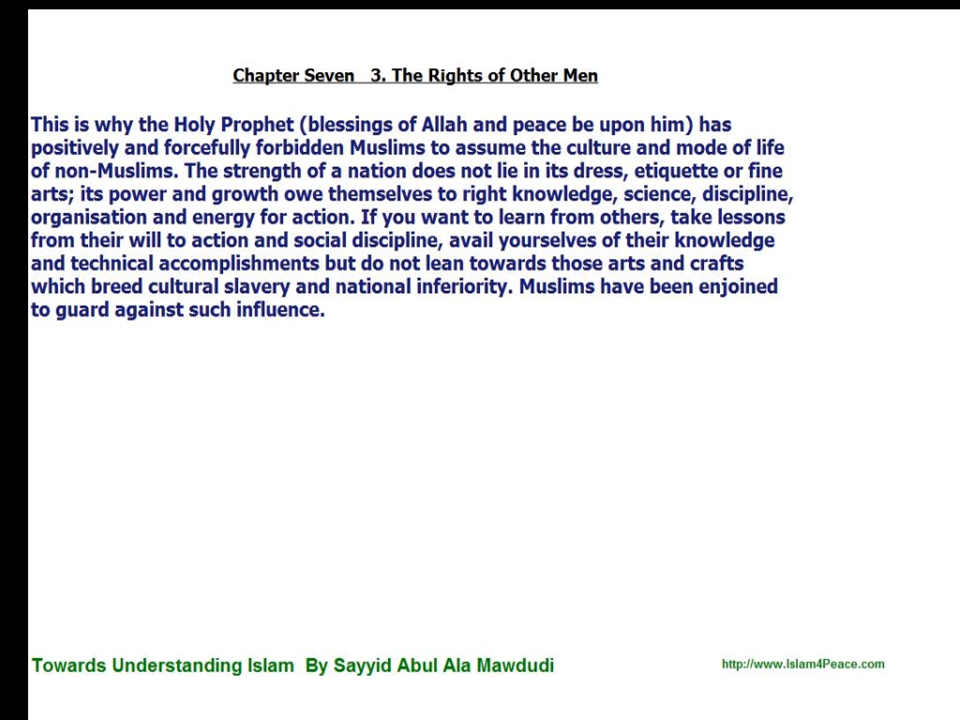 Chapter Seven   3. The Rights of Other Men
This is why the Holy Prophet (blessings of Allah and peace be upon him) has
positively and forcefully forbidden Muslims to assume the culture and mode of life
of non-Muslims. The strength of a nation does not lie in its dress, etiquette or fine
arts; its power and growth owe themselves to right knowledge, science, discipline,
organisation and energy for action. If you want to learn from others, take lessons
from their will to action and social discipline, avail yourselves of their knowledge
and technical accomplishments but do not lean towards those arts and crafts
which breed cultural slavery and national inferiority. Muslims have been enjoined
to guard against such influence.
Towards Understanding Islam  By Sayyid Abul Ala Mawdudi
http://www.Islam4Peace.com